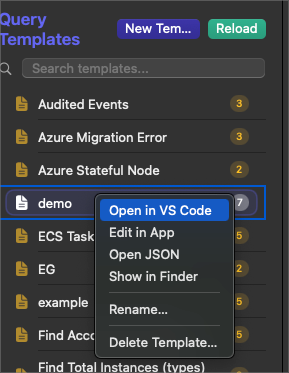 Query
Templates
New Tem...
Reload
Search templates...
Audited Events 3
Azure Migration Error 3
Azure Stateful Node 2
demo 7
Open in VS Code
Edit in App
Open JSON
Show in Finder
Rename...
Delete Template...
ECS Task 5
EG 2
example 4
Find Acco 5
Find Total Instances (types)